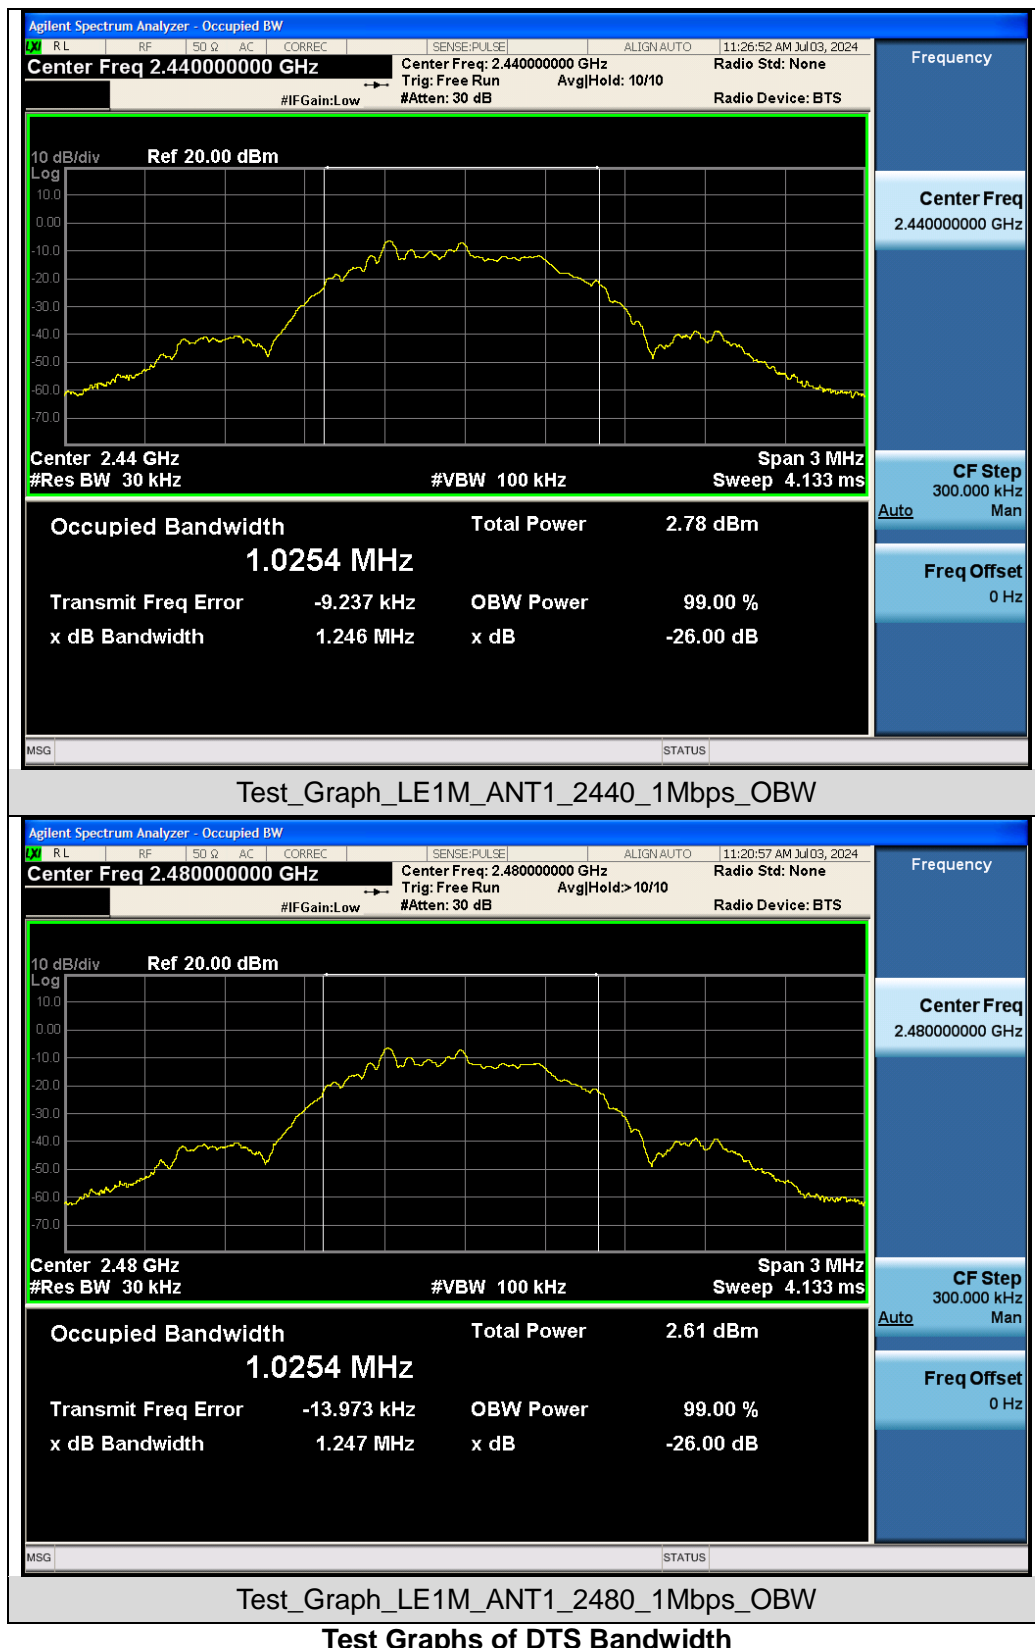 Agilent Spectrum Analyzer - Occupied BW
LXI RL RF 50 Ω AC CORREC SENSE:PULSE ALIGN AUTO 11:26:52 AM Jul 03, 2024
Center Freq 2.440000000 GHz Center Freq: 2.440000000 GHz Radio Std: None Frequency
Trig: Free Run Avg|Hold: 10/10
#IFGain:Low #Atten: 30 dB Radio Device: BTS
10 dB/div Ref 20.00 dBm
Log
10.0
0.00
-10.0
-20.0
-30.0
-40.0
-50.0
-60.0
-70.0
Center Freq
2.440000000 GHz
Center 2.44 GHz Span 3 MHz
#Res BW 30 kHz #VBW 100 kHz Sweep 4.133 ms
CF Step
300.000 kHz
Auto Man
Occupied Bandwidth Total Power 2.78 dBm
1.0254 MHz
Freq Offset
0 Hz
Transmit Freq Error -9.237 kHz OBW Power 99.00 %
x dB Bandwidth 1.246 MHz x dB -26.00 dB
MSG STATUS
Test_Graph_LE1M_ANT1_2440_1Mbps_OBW
Agilent Spectrum Analyzer - Occupied BW
LXI RL RF 50 Ω AC CORREC SENSE:PULSE ALIGN AUTO 11:20:57 AM Jul 03, 2024
Center Freq 2.480000000 GHz Center Freq: 2.480000000 GHz Radio Std: None Frequency
Trig: Free Run Avg|Hold:>10/10
#IFGain:Low #Atten: 30 dB Radio Device: BTS
10 dB/div Ref 20.00 dBm
Log
10.0
0.00
-10.0
-20.0
-30.0
-40.0
-50.0
-60.0
-70.0
Center Freq
2.480000000 GHz
Center 2.48 GHz Span 3 MHz
#Res BW 30 kHz #VBW 100 kHz Sweep 4.133 ms
CF Step
300.000 kHz
Auto Man
Occupied Bandwidth Total Power 2.61 dBm
1.0254 MHz
Freq Offset
0 Hz
Transmit Freq Error -13.973 kHz OBW Power 99.00 %
x dB Bandwidth 1.247 MHz x dB -26.00 dB
MSG STATUS
Test_Graph_LE1M_ANT1_2480_1Mbps_OBW
Test Graphs of DTS Bandwidth